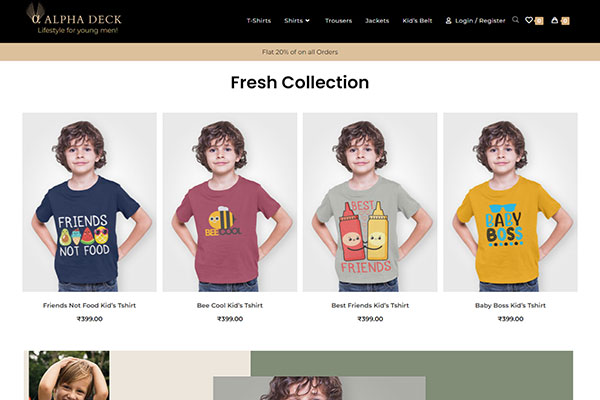 α ALPHA DECK
Lifestyle for young men!
T-Shirts Shirts Trousers Jackets Kid's Belt Login / Register 0 0
Flat 20% of on all Orders
Fresh Collection
FRIENDS
NOT FOOD
BEE COOL
BEST
FRIENDS
BABY
BOSS
Friends Not Food Kid's Tshirt
₹399.00
Bee Cool Kid's Tshirt
₹399.00
Best Friends Kid's Tshirt
₹399.00
Baby Boss Kid's Tshirt
₹399.00